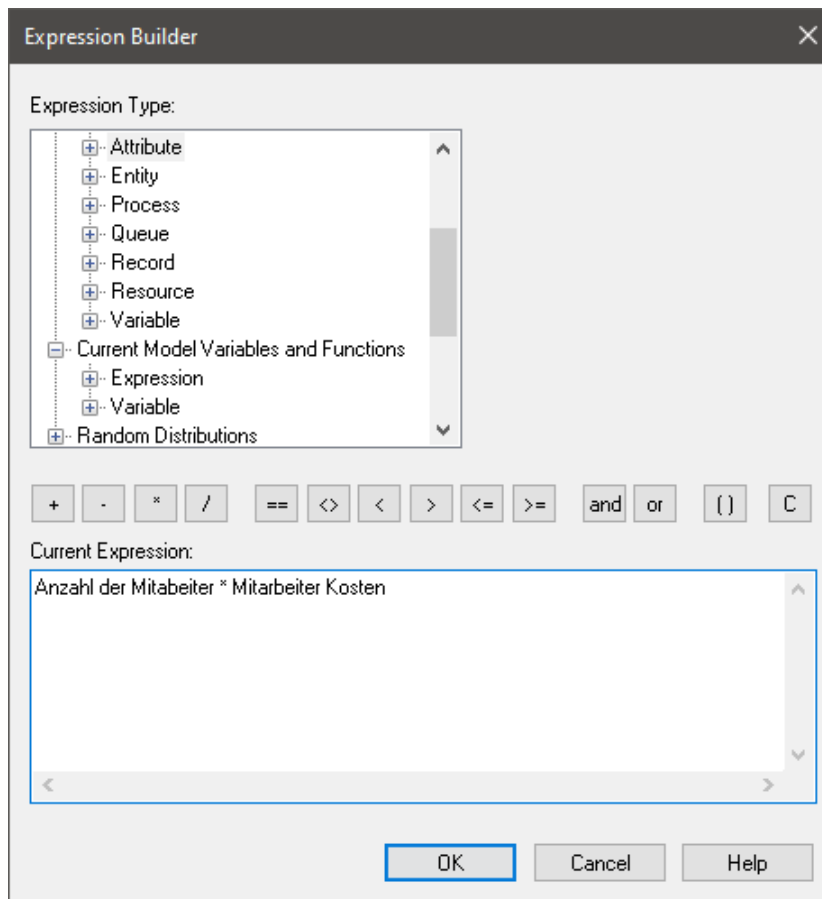 Expression Builder
Expression Type:
Attribute
Entity
Process
Queue
Record
Resource
Variable
Current Model Variables and Functions
Expression
Variable
Random Distributions
+ - * / == <> < > <= >= and or ( ) C
Current Expression:
Anzahl der Mitabeiter * Mitarbeiter Kosten
OK Cancel Help